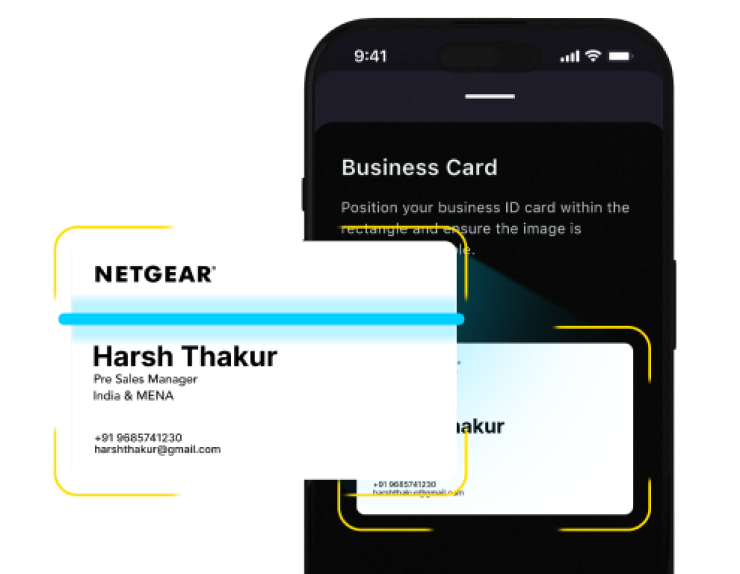 9:41
Business Card
Position your business ID card within the
rectangle and ensure the image is
NETGEAR
Harsh Thakur
Pre Sales Manager
India & MENA
+91 9685741230
harshthakur@gmail.com
+91 9685741230
harshthakur@gmail.com